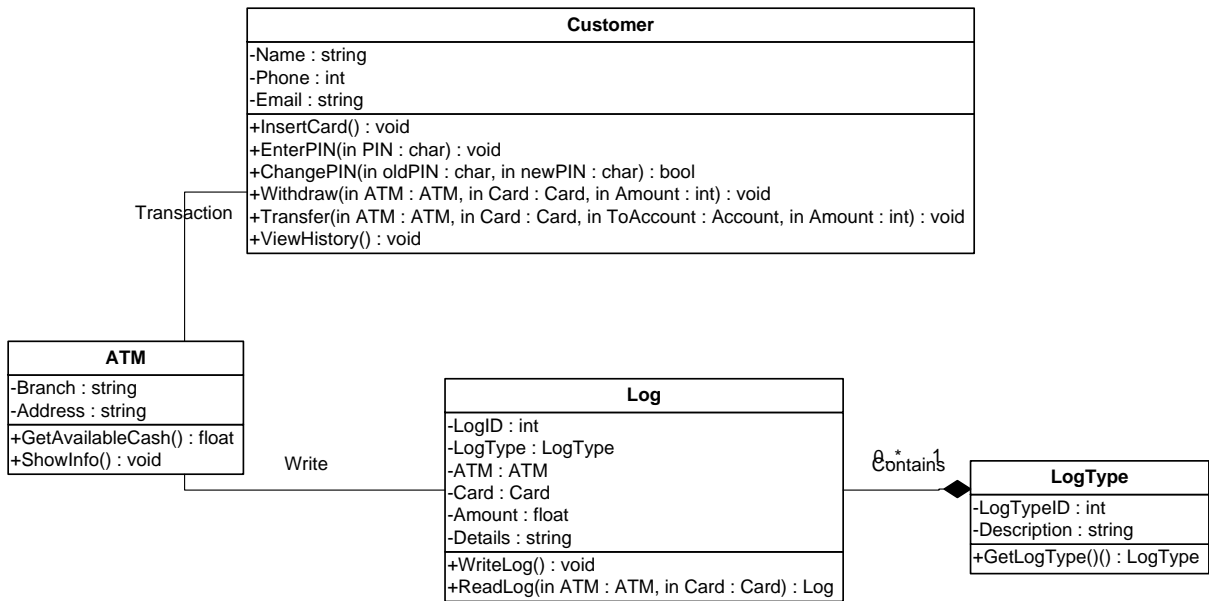 Customer
-Name : string
-Phone : int
-Email : string
+InsertCard() : void
+EnterPIN(in PIN : char) : void
+ChangePIN(in oldPIN : char, in newPIN : char) : bool
+Withdraw(in ATM : ATM, in Card : Card, in Amount : int) : void
+Transfer(in ATM : ATM, in Card : Card, in ToAccount : Account, in Amount : int) : void
+ViewHistory() : void
Transaction
ATM
-Branch : string
-Address : string
+GetAvailableCash() : float
+ShowInfo() : void
Write
Log
-LogID : int
-LogType : LogType
-ATM : ATM
-Card : Card
-Amount : float
-Details : string
+WriteLog() : void
+ReadLog(in ATM : ATM, in Card : Card) : Log
0..*
1
Contains
LogType
-LogTypeID : int
-Description : string
+GetLogType()() : LogType